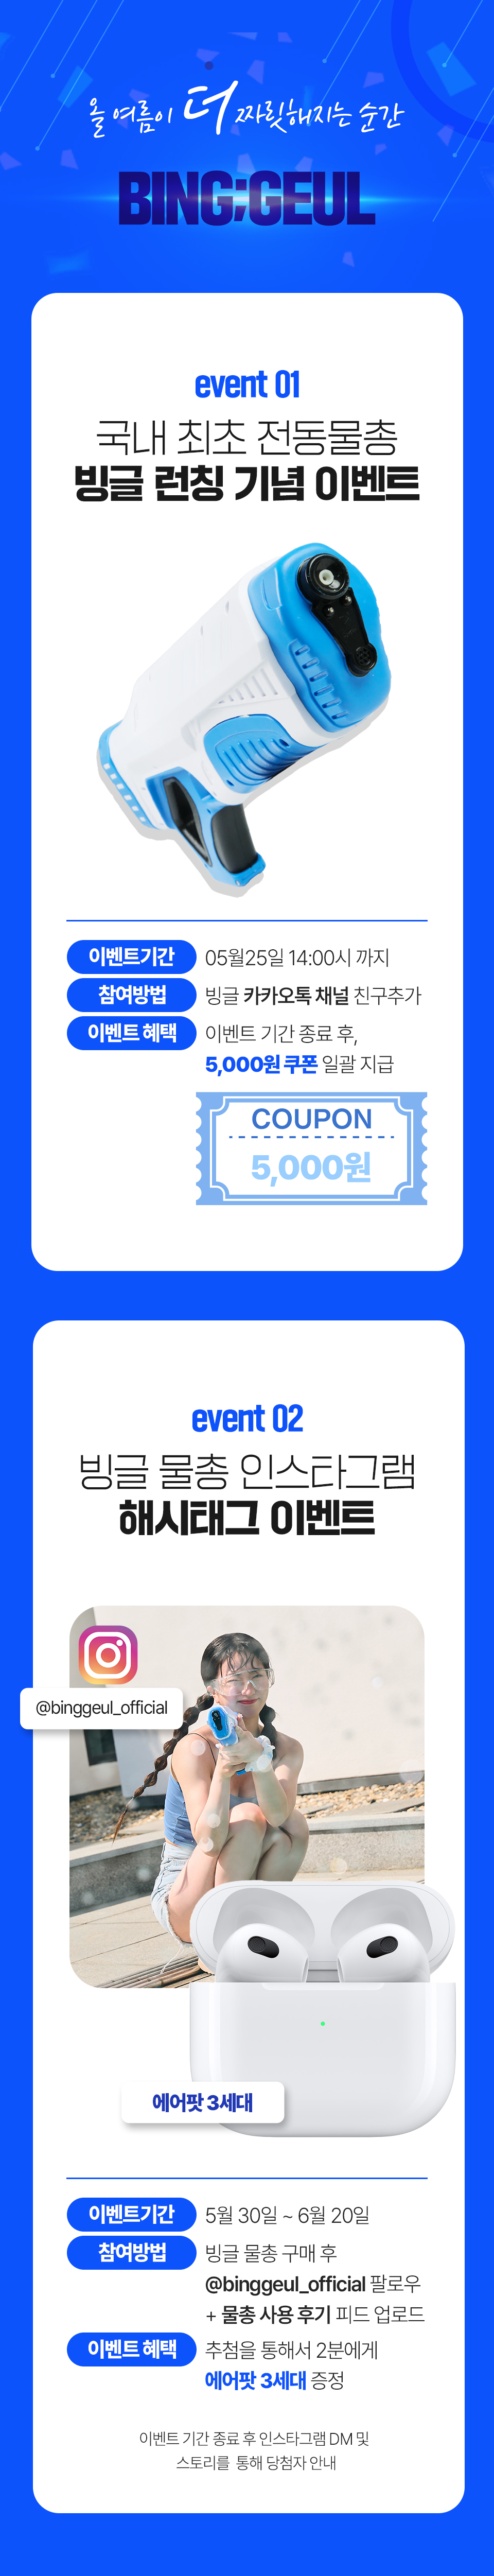 올 여름이 더 짜릿해지는 순간
BING;GEUL
event 01
국내 최초 전동물총
빙글 런칭 기념 이벤트
이벤트기간 05월25일 14:00시 까지
참여방법 빙글 카카오톡 채널 친구추가
이벤트 혜택 이벤트 기간 종료 후,
5,000원 쿠폰 일괄 지급
COUPON
5,000원
event 02
빙글 물총 인스타그램
해시태그 이벤트
@binggeul_official
에어팟 3세대
이벤트기간 5월 30일 ~ 6월 20일
참여방법 빙글 물총 구매 후
@binggeul_official 팔로우
+ 물총 사용 후기 피드 업로드
이벤트 혜택 추첨을 통해서 2분에게
에어팟 3세대 증정
이벤트 기간 종료 후 인스타그램 DM 및
스토리를 통해 당첨자 안내